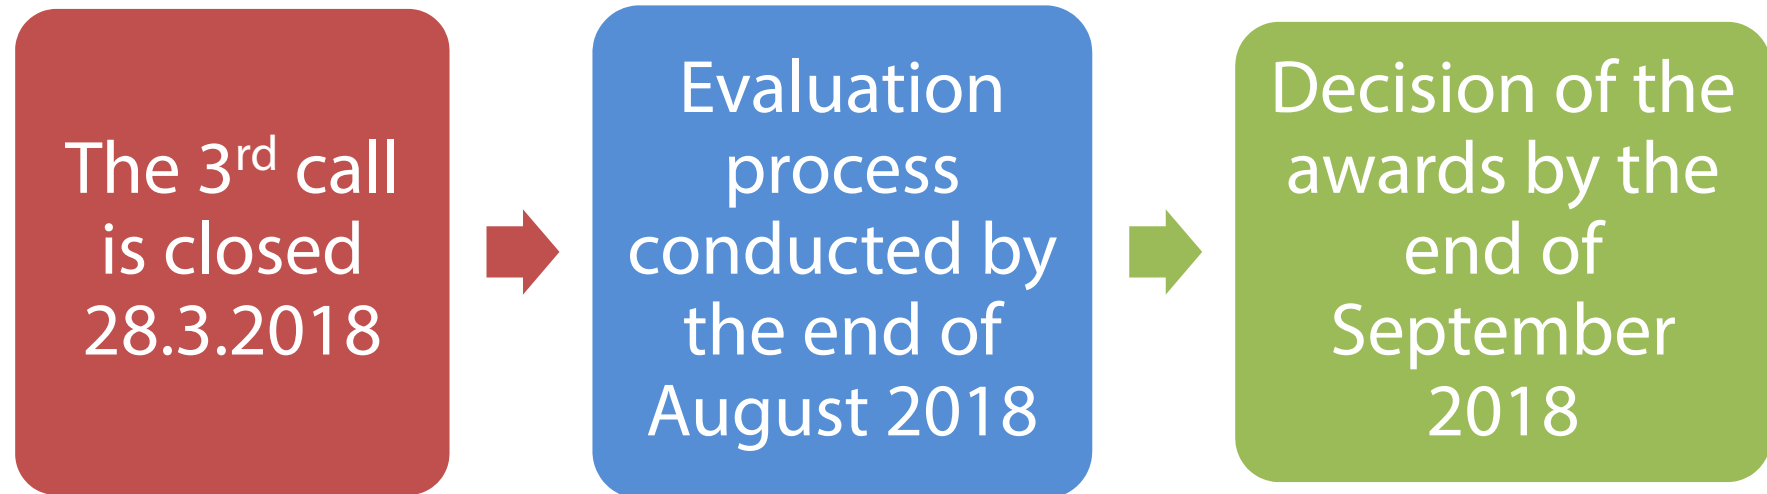 The 3rd call
is closed
28.3.2018
Evaluation
process
conducted by
the end of
August 2018
Decision of the
awards by the
end of
September
2018